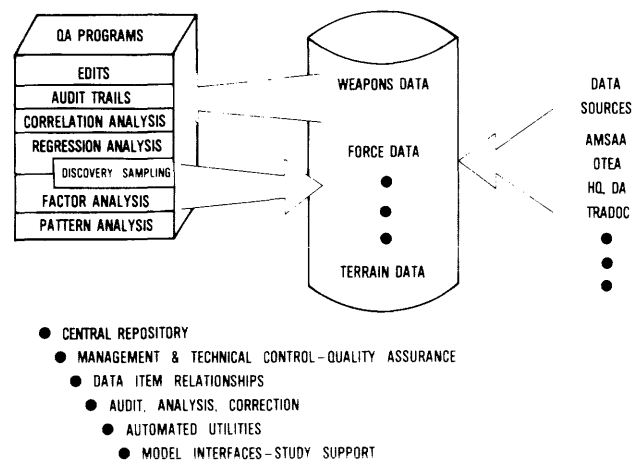 QA PROGRAMS
EDITS
AUDIT TRAILS
CORRELATION ANALYSIS
REGRESSION ANALYSIS
DISCOVERY SAMPLING
FACTOR ANALYSIS
PATTERN ANALYSIS
WEAPONS DATA
FORCE DATA
TERRAIN DATA
DATA
SOURCES
AMSAA
OTEA
HQ, DA
TRADOC
● CENTRAL REPOSITORY
● MANAGEMENT & TECHNICAL CONTROL-QUALITY ASSURANCE
● DATA ITEM RELATIONSHIPS
● AUDIT, ANALYSIS, CORRECTION
● AUTOMATED UTILITIES
● MODEL INTERFACES-STUDY SUPPORT